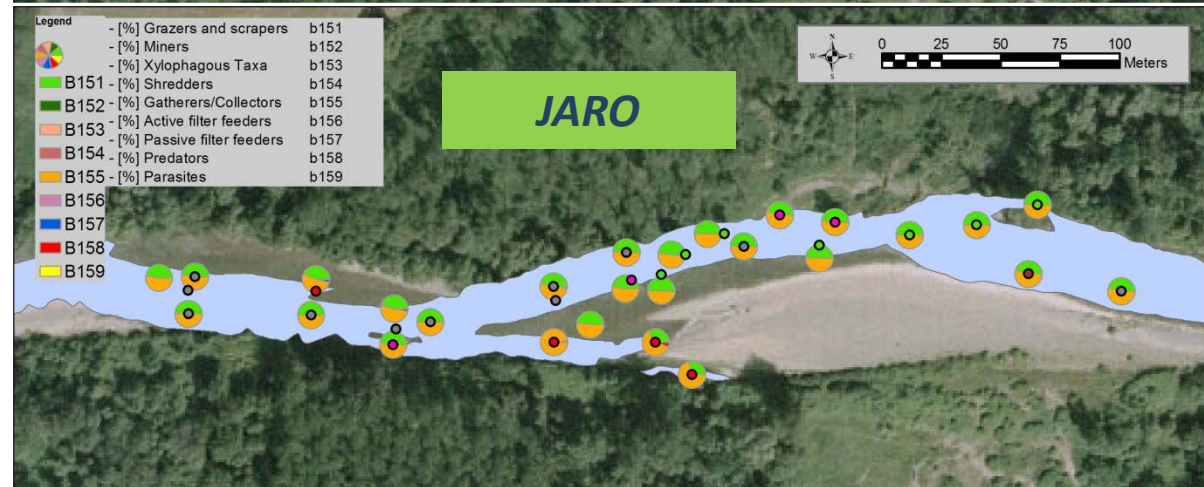 Legend
- [%] Grazers and scrapers b151
- [%] Miners b152
- [%] Xylophagous Taxa b153
B151 - [%] Shredders b154
B152 - [%] Gatherers/Collectors b155
B153 - [%] Active filter feeders b156
- [%] Passive filter feeders b157
B154 - [%] Predators b158
B155 - [%] Parasites b159
B156
B157
B158
B159
JARO
N
W E
S
0 25 50 75 100
Meters